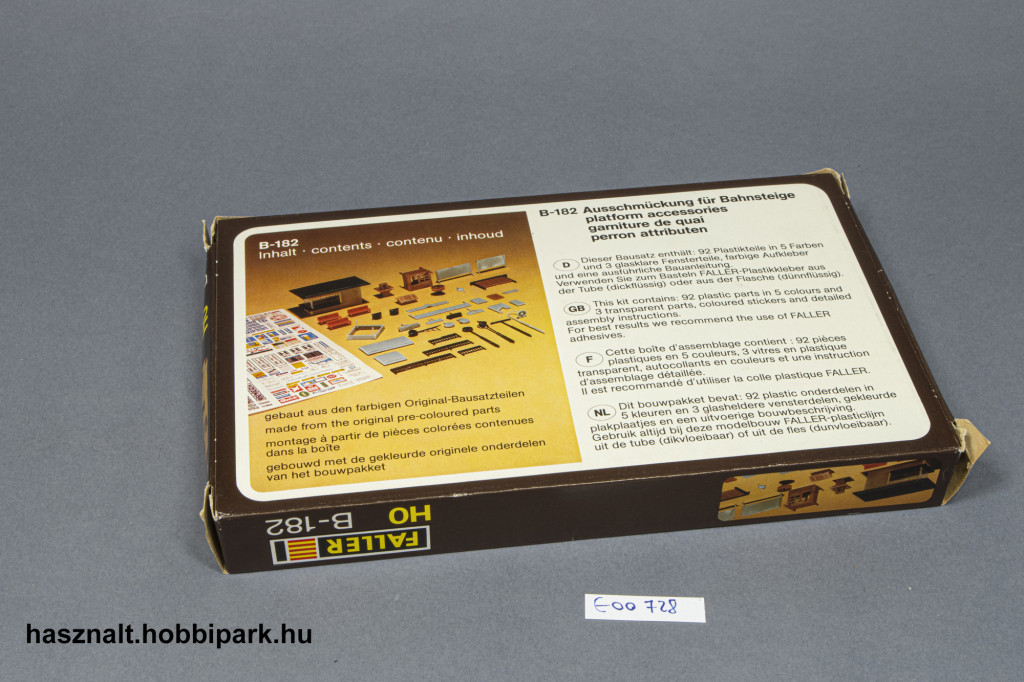 B-182
Inhalt · contents · contenu · inhoud
gebaut aus den farbigen Original-Bausatzteilen
made from the original pre-coloured parts
montage à partir de pièces colorées contenues
dans la boîte
gebouwd met de gekleurde originele onderdelen
van het bouwpakket
B-182 Ausschmückung für Bahnsteige
platform accessories
garniture de quai
perron attributen
D Dieser Bausatz enthält: 92 Plastikteile in 5 Farben
und 3 glasklare Fensterteile, farbige Aufkleber
und eine ausführliche Bauanleitung.
Verwenden Sie zum Basteln FALLER-Plastikkleber aus
der Tube (dickflüssig) oder aus der Flasche (dünnflüssig).
GB This kit contains: 92 plastic parts in 5 colours and
3 transparent parts, coloured stickers and detailed
assembly instructions.
For best results we recommend the use of FALLER
adhesives.
F Cette boîte d'assemblage contient : 92 pièces
plastiques en 5 couleurs, 3 vitres en plastique
transparent, autocollants en couleurs et une instruction
d'assemblage détaillée.
Il est recommandé d'utiliser la colle plastique FALLER.
NL Dit bouwpakket bevat: 92 plastic onderdelen in
5 kleuren en 3 glasheldere vensterdelen, gekleurde
plakplaatjes en een uitvoerige bouwbeschrijving.
Gebruik altijd bij deze modelbouw FALLER-plasticlijm
uit de tube (dikvloeibaar) of uit de fles (dunvloeibaar).
HO B-182
FALLER
E00 728
hasznalt.hobbipark.hu